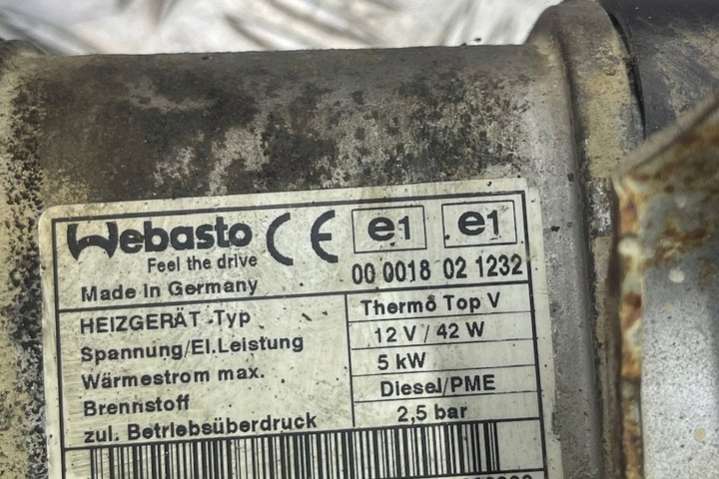 Webasto
Feel the drive
CE e1 e1
Made In Germany 00 0018 02 1232
HEIZGERÄT-Typ Thermo Top V
Spannung/El.Leistung 12 V / 42 W
Wärmestrom max. 5 kW
Brennstoff Diesel/PME
zul. Betriebsüberdruck 2,5 bar